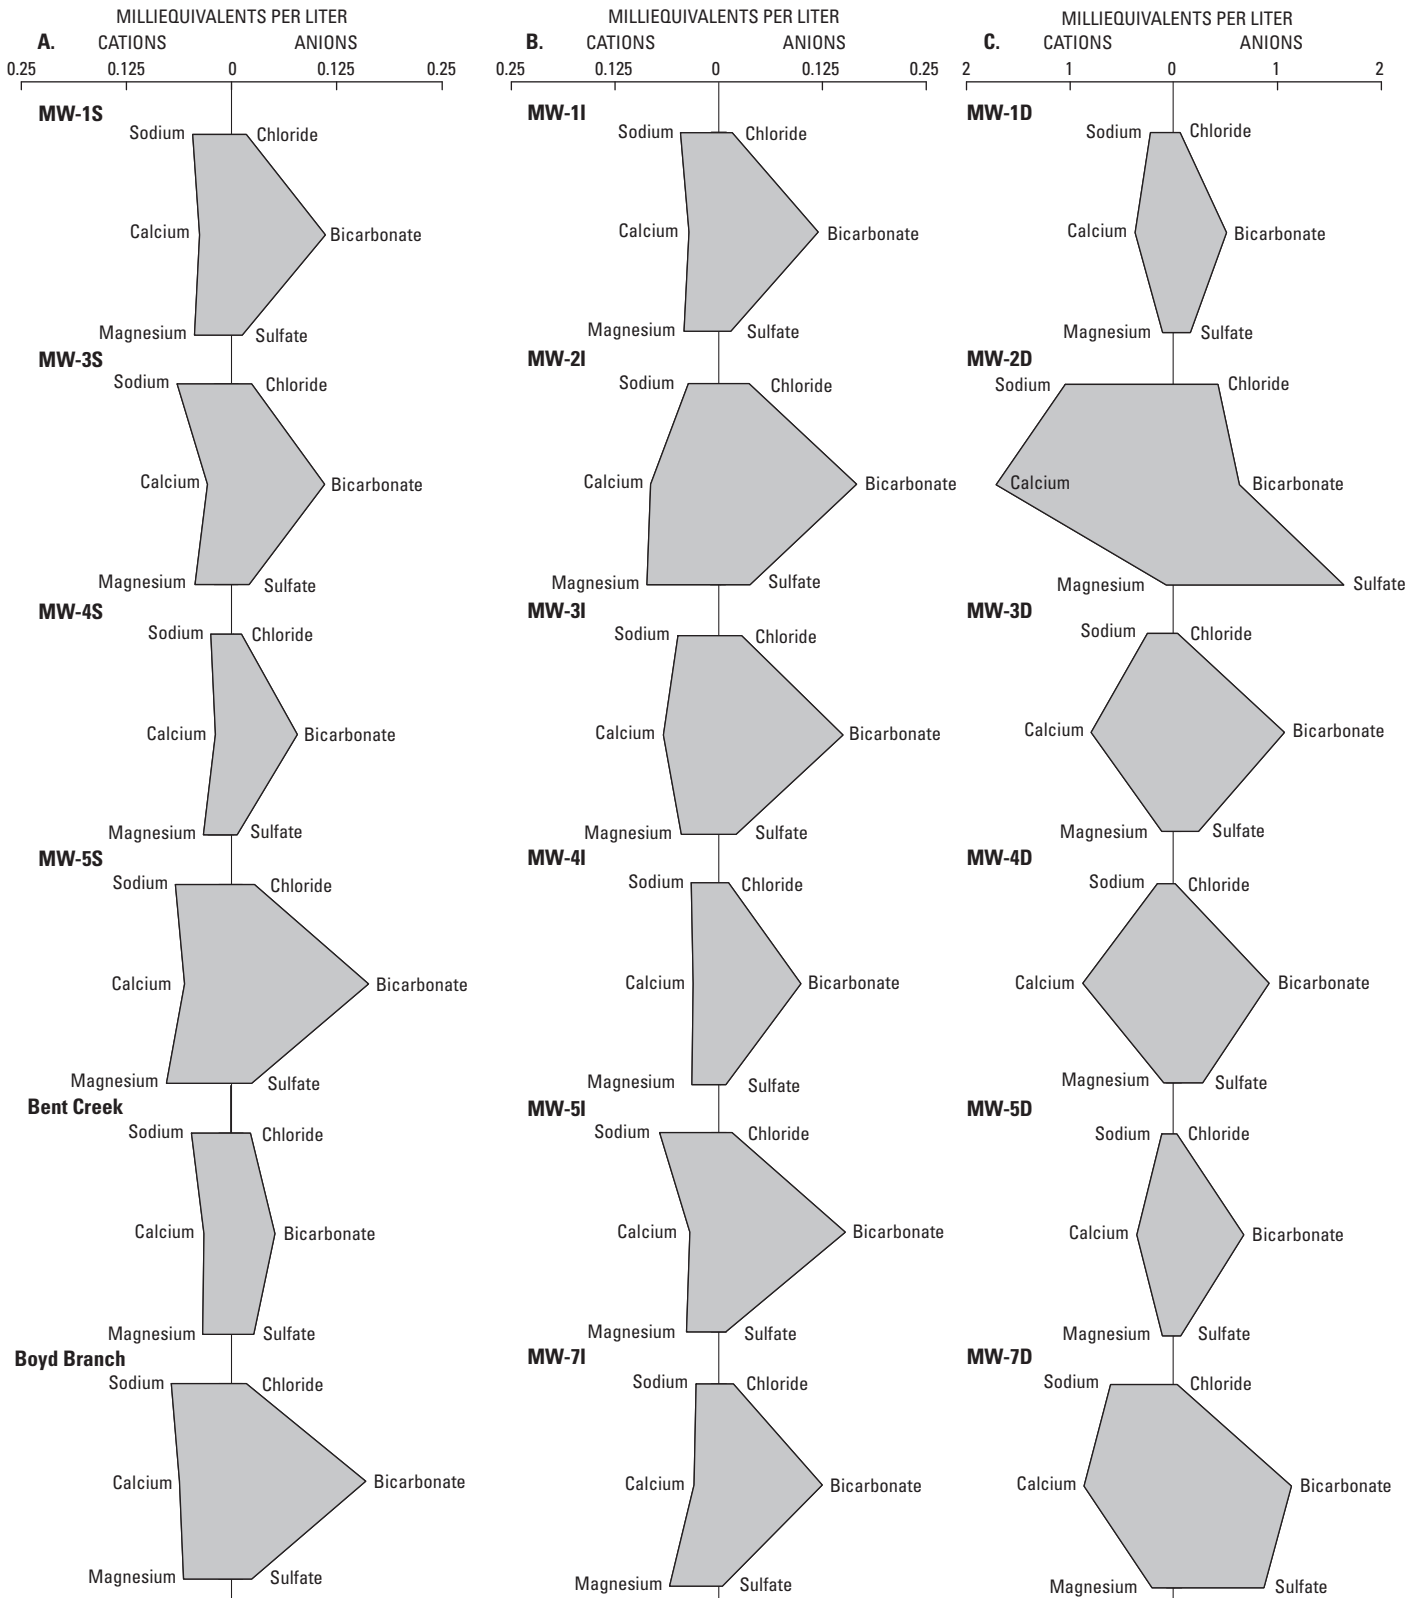 MILLIEQUIVALENTS PER LITER
A. CATIONS ANIONS
0.25 0.125 0 0.125 0.25
MW-1S
Sodium Chloride
Calcium Bicarbonate
Magnesium Sulfate
MW-3S
Sodium Chloride
Calcium Bicarbonate
Magnesium Sulfate
MW-4S
Sodium Chloride
Calcium Bicarbonate
Magnesium Sulfate
MW-5S
Sodium Chloride
Calcium Bicarbonate
Magnesium Sulfate
Bent Creek
Sodium Chloride
Calcium Bicarbonate
Magnesium Sulfate
Boyd Branch
Sodium Chloride
Calcium Bicarbonate
Magnesium Sulfate
MILLIEQUIVALENTS PER LITER
B. CATIONS ANIONS
0.25 0.125 0 0.125 0.25
MW-1I
Sodium Chloride
Calcium Bicarbonate
Magnesium Sulfate
MW-2I
Sodium Chloride
Calcium Bicarbonate
Magnesium Sulfate
MW-3I
Sodium Chloride
Calcium Bicarbonate
Magnesium Sulfate
MW-4I
Sodium Chloride
Calcium Bicarbonate
Magnesium Sulfate
MW-5I
Sodium Chloride
Calcium Bicarbonate
Magnesium Sulfate
MW-7I
Sodium Chloride
Calcium Bicarbonate
Magnesium Sulfate
MILLIEQUIVALENTS PER LITER
C. CATIONS ANIONS
2 1 0 1 2
MW-1D
Sodium Chloride
Calcium Bicarbonate
Magnesium Sulfate
MW-2D
Sodium Chloride
Calcium Bicarbonate
Magnesium Sulfate
MW-3D
Sodium Chloride
Calcium Bicarbonate
Magnesium Sulfate
MW-4D
Sodium Chloride
Calcium Bicarbonate
Magnesium Sulfate
MW-5D
Sodium Chloride
Calcium Bicarbonate
Magnesium Sulfate
MW-7D
Sodium Chloride
Calcium Bicarbonate
Magnesium Sulfate